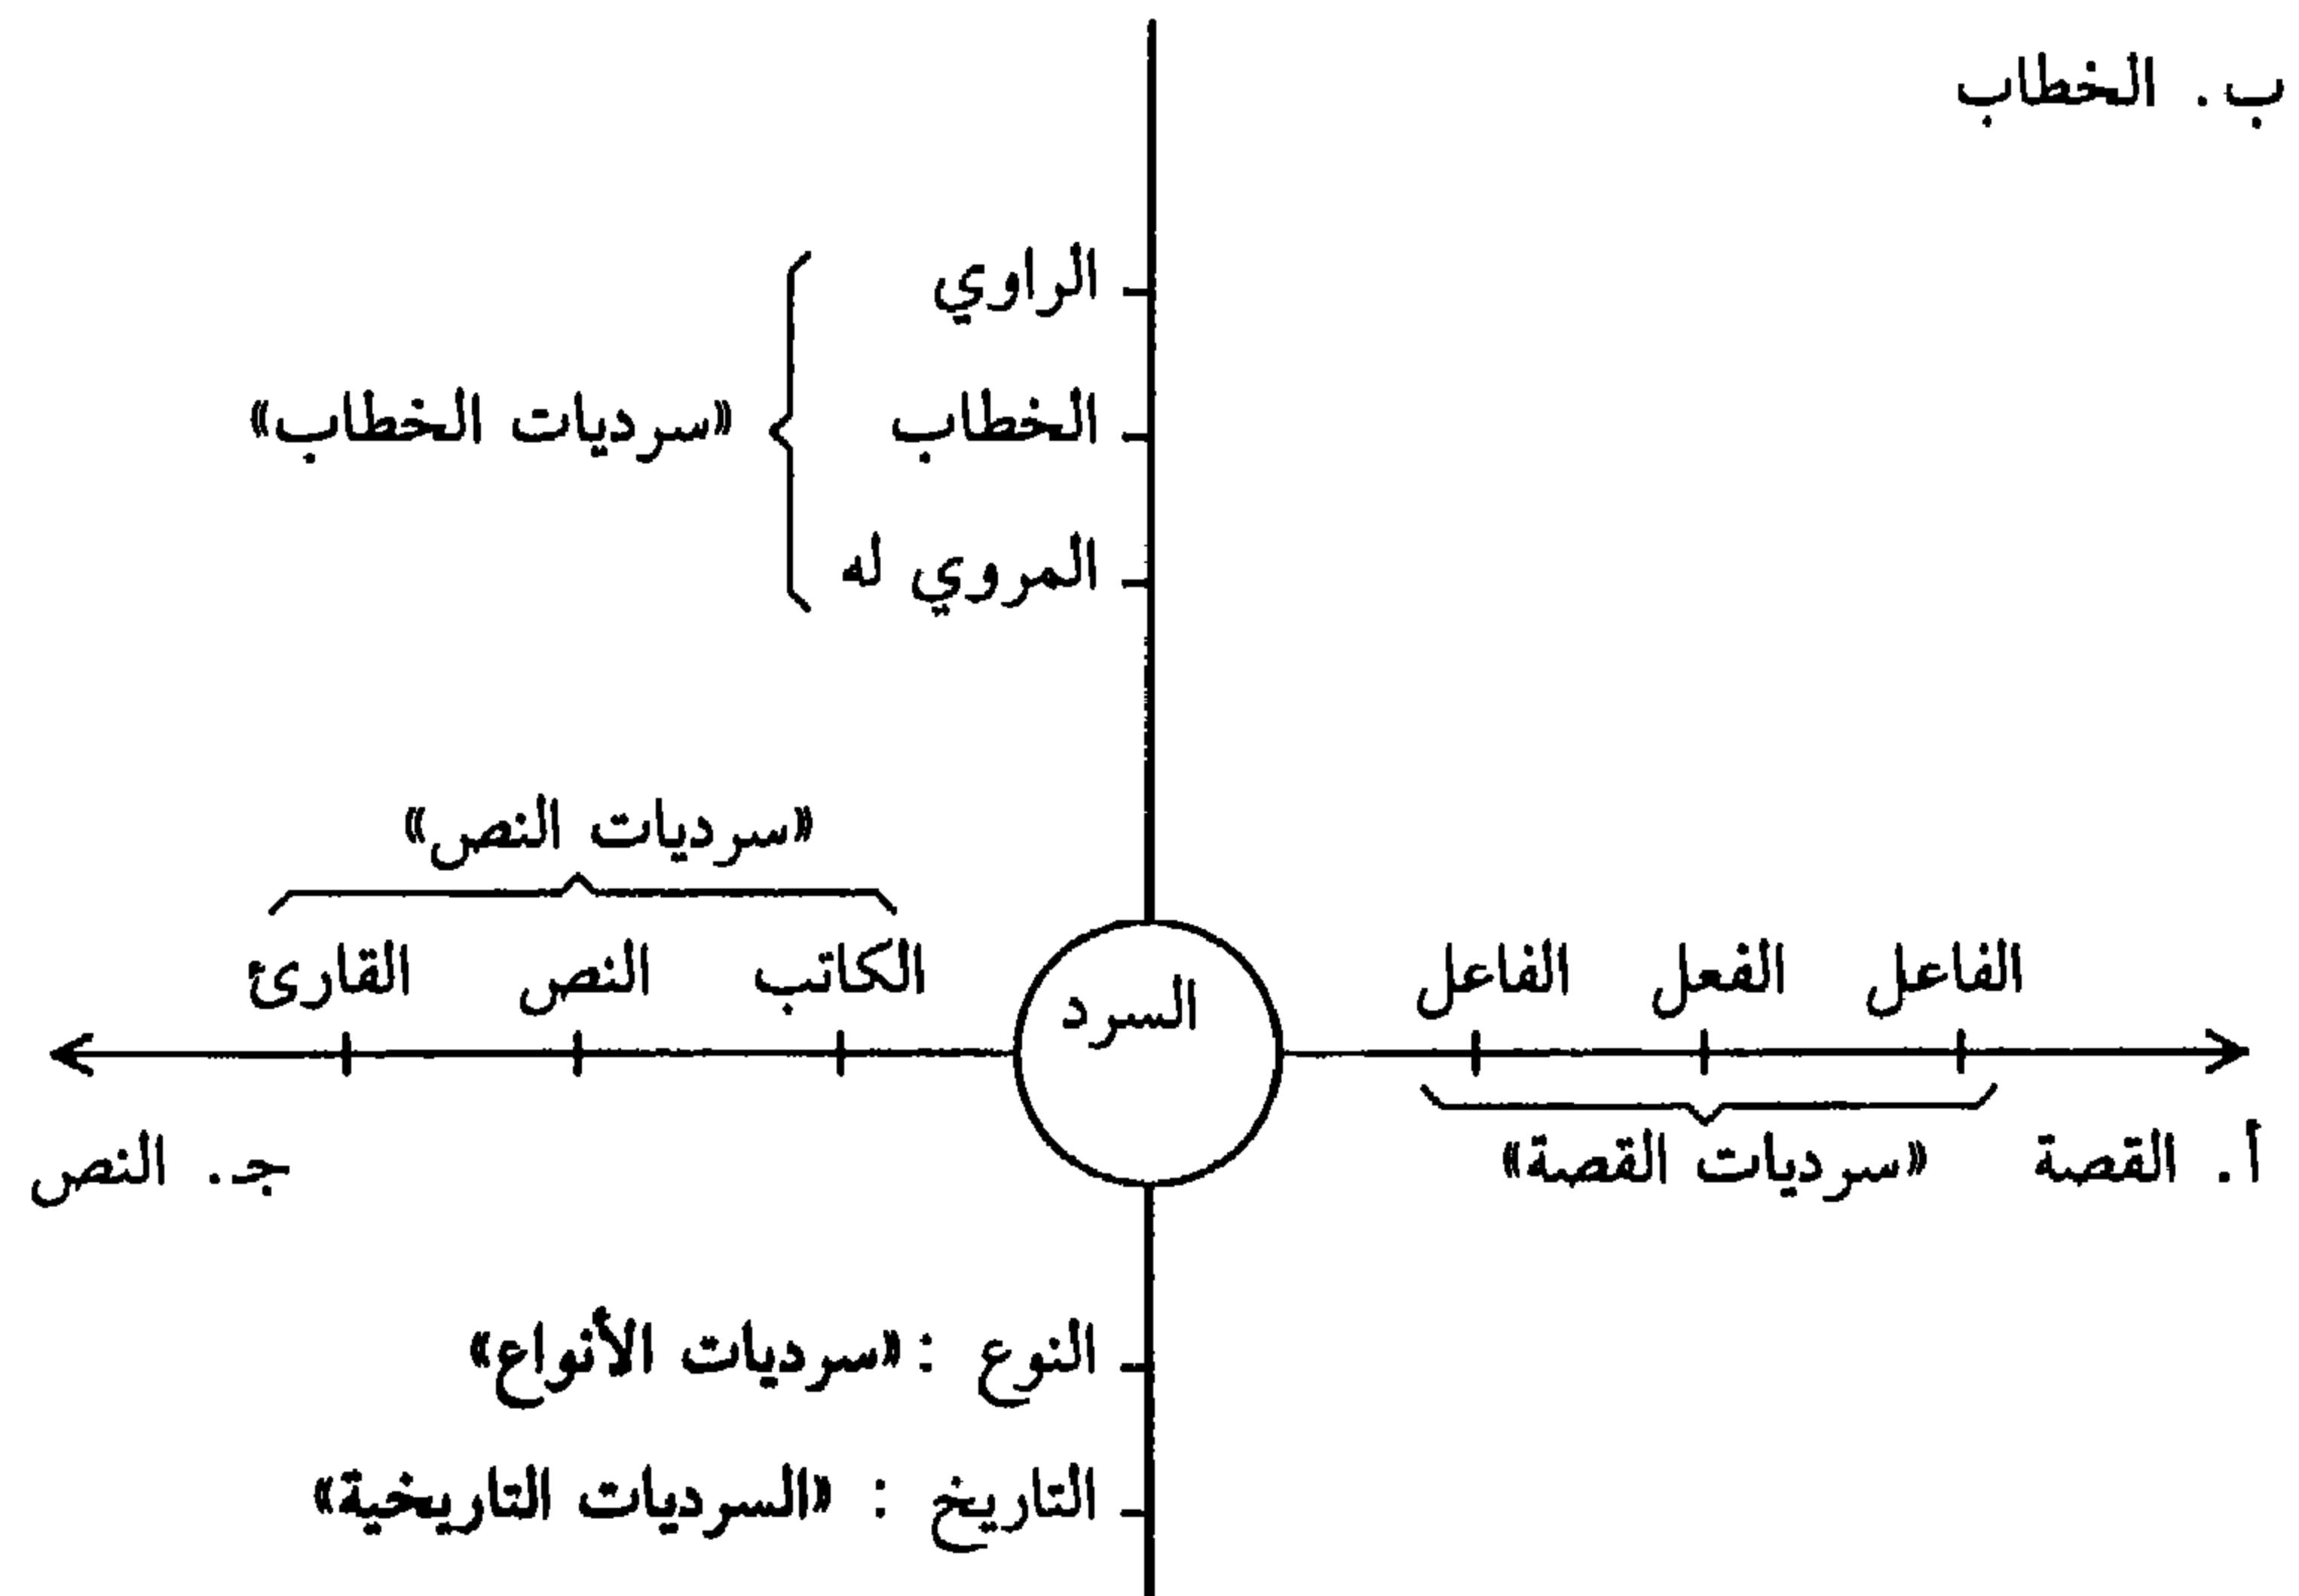 ب. الخطاب
الراوي
الخطاب «سرديات الخطاب»
المروي له
«سرديات النص»
الفاعل الفعل الفاعل السرد الكاتب النص القارئ
أ. القصة «سرديات القصة» جـ. النص
النوع : «سرديات الأنواع»
التاريخ : «السرديات التاريخية»